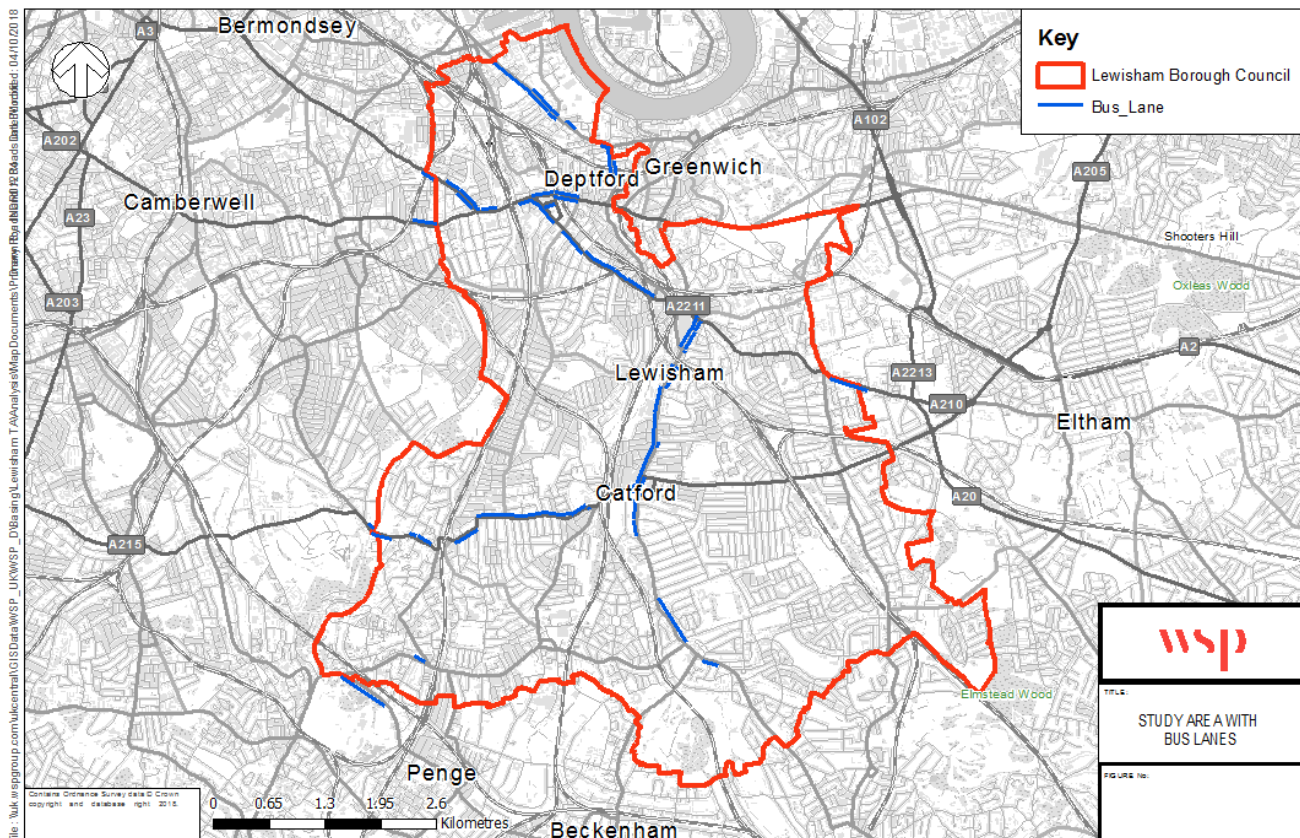 Bermondsey
A3
A202
Camberwell
A23
A203
A215
Deptford
Greenwich
A102
A205
Shooters Hill
Oxleas Wood
A2211
A2
Lewisham
A2213
A210
Eltham
Catford
A20
Elmstead Wood
Penge
Beckenham
Key
Lewisham Borough Council
Bus_Lane
wsp
TITLE:
STUDY AREA WITH
BUS LANES
FIGURE No:
Contains Ordnance Survey data © Crown
copyright and database right 2018.
0 0.65 1.3 1.95 2.6
Kilometres